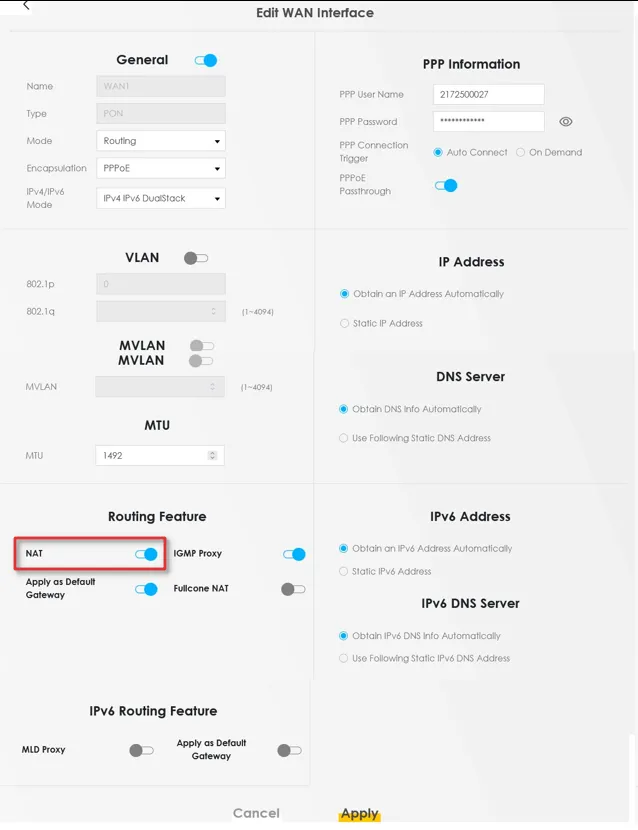 Edit WAN Interface
General
Name
WAN1
Type
PON
Mode
Routing
Encapsulation
PPPoE
IPv4/IPv6
Mode
IPv4 IPv6 DualStack
PPP Information
PPP User Name
2172500027
PPP Password
************
PPP Connection
Trigger
Auto Connect
On Demand
PPPoE
Passthrough
VLAN
802.1p
0
802.1q
(1~4094)
MVLAN
MVLAN
MVLAN
(1~4094)
MTU
MTU
1492
IP Address
Obtain an IP Address Automatically
Static IP Address
DNS Server
Obtain DNS Info Automatically
Use Following Static DNS Address
Routing Feature
NAT
IGMP Proxy
Apply as Default
Gateway
Fullcone NAT
IPv6 Address
Obtain an IPv6 Address Automatically
Static IPv6 Address
IPv6 DNS Server
Obtain IPv6 DNS Info Automatically
Use Following Static IPv6 DNS Address
IPv6 Routing Feature
MLD Proxy
Apply as Default
Gateway
Cancel
Apply